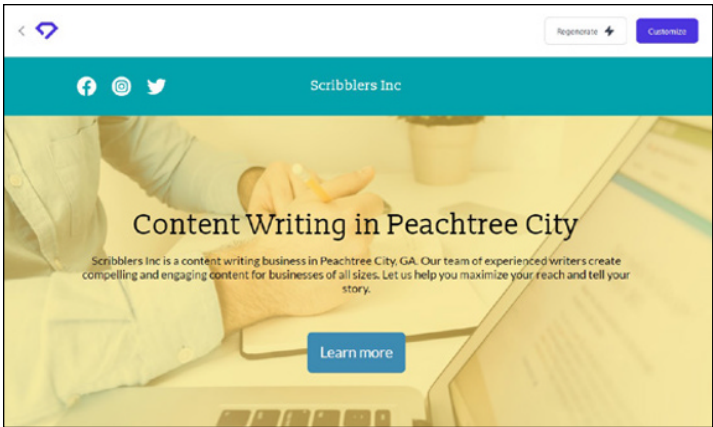 Regenerate
Customize
Scribblers Inc
Content Writing in Peachtree City
Scribblers Inc is a content writing business in Peachtree City, GA. Our team of experienced writers create
compelling and engaging content for businesses of all sizes. Let us help you maximize your reach and tell your
story.
Learn more